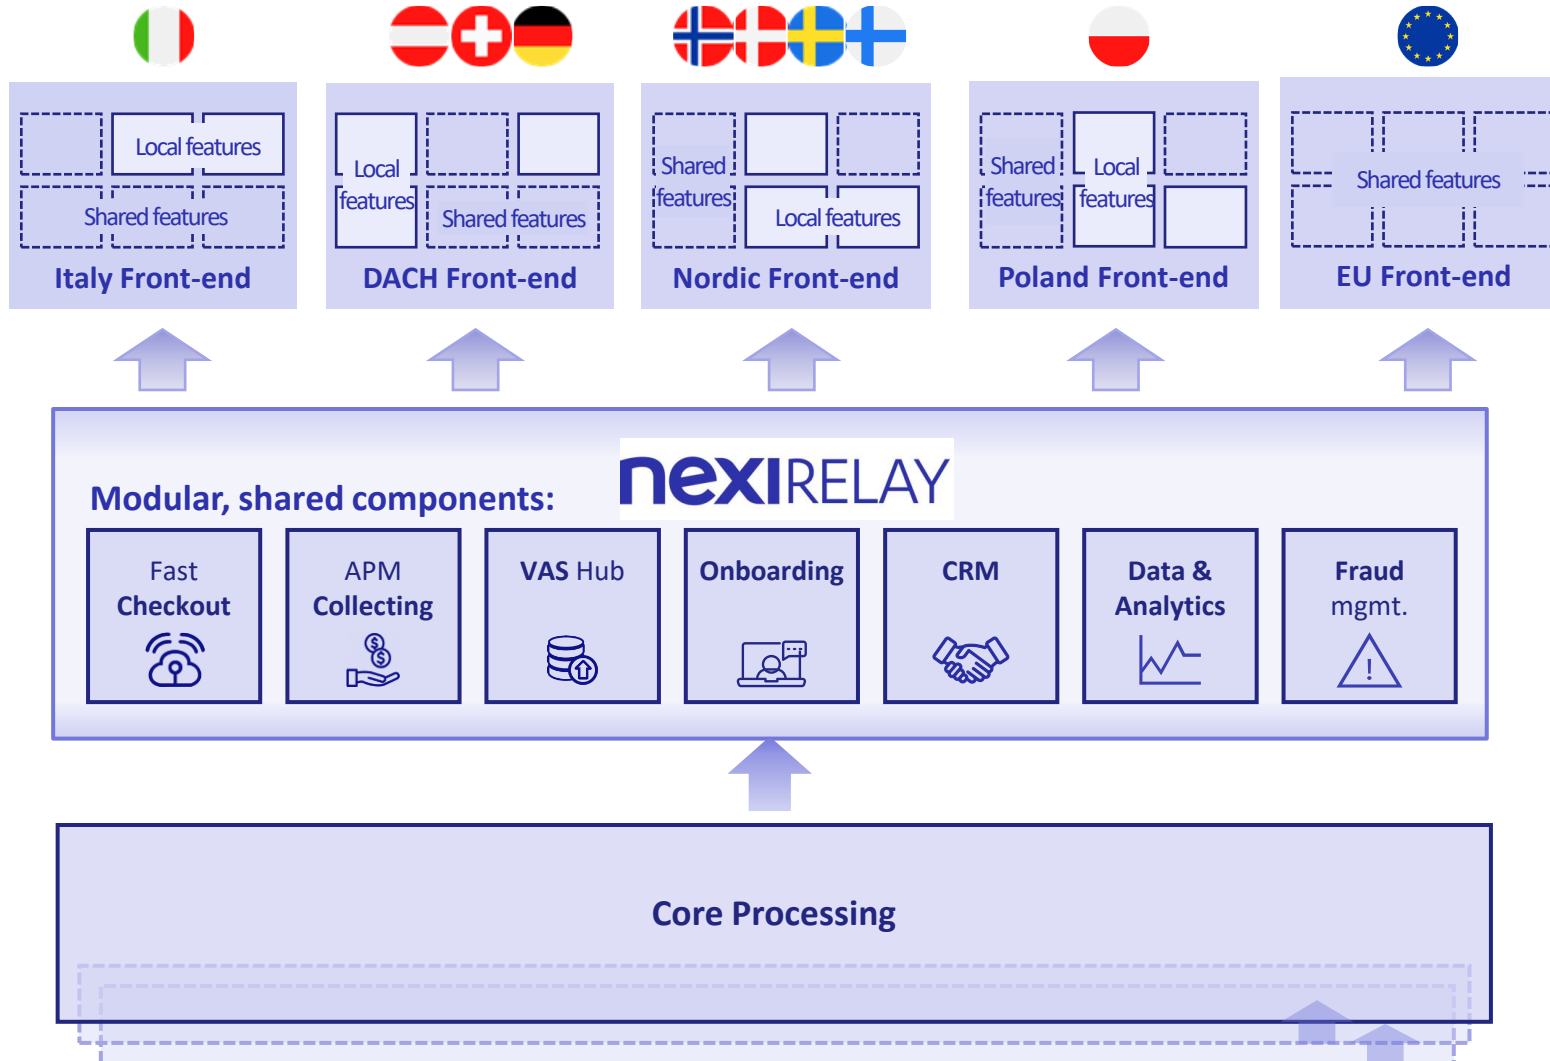 Local features
Shared features
Italy Front-end
Local
features
Shared features
DACH Front-end
Shared
features
Local features
Nordic Front-end
Shared
features
Local
features
Poland Front-end
Shared features
EU Front-end
nexiRELAY
Modular, shared components:
Fast
Checkout
APM
Collecting
VAS Hub
Onboarding
CRM
Data &
Analytics
Fraud
mgmt.
$
$
!
Core Processing